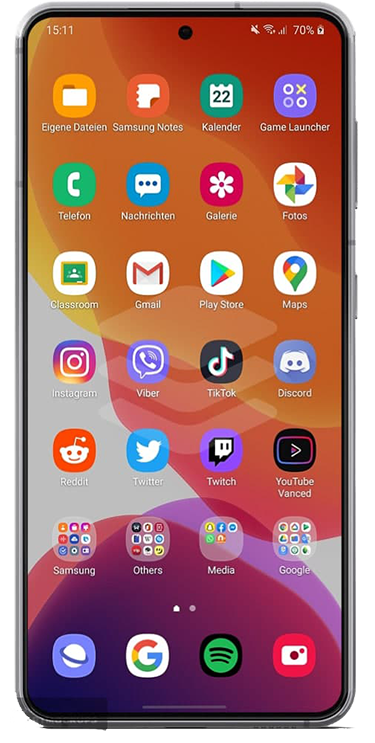 15:11 70%
Eigene Dateien Samsung Notes Kalender Game Launcher
22
Telefon Nachrichten Galerie Fotos
Classroom Gmail Play Store Maps
Instagram Viber TikTok Discord
Reddit Twitter Twitch YouTube
Vanced
Samsung Others Media Google